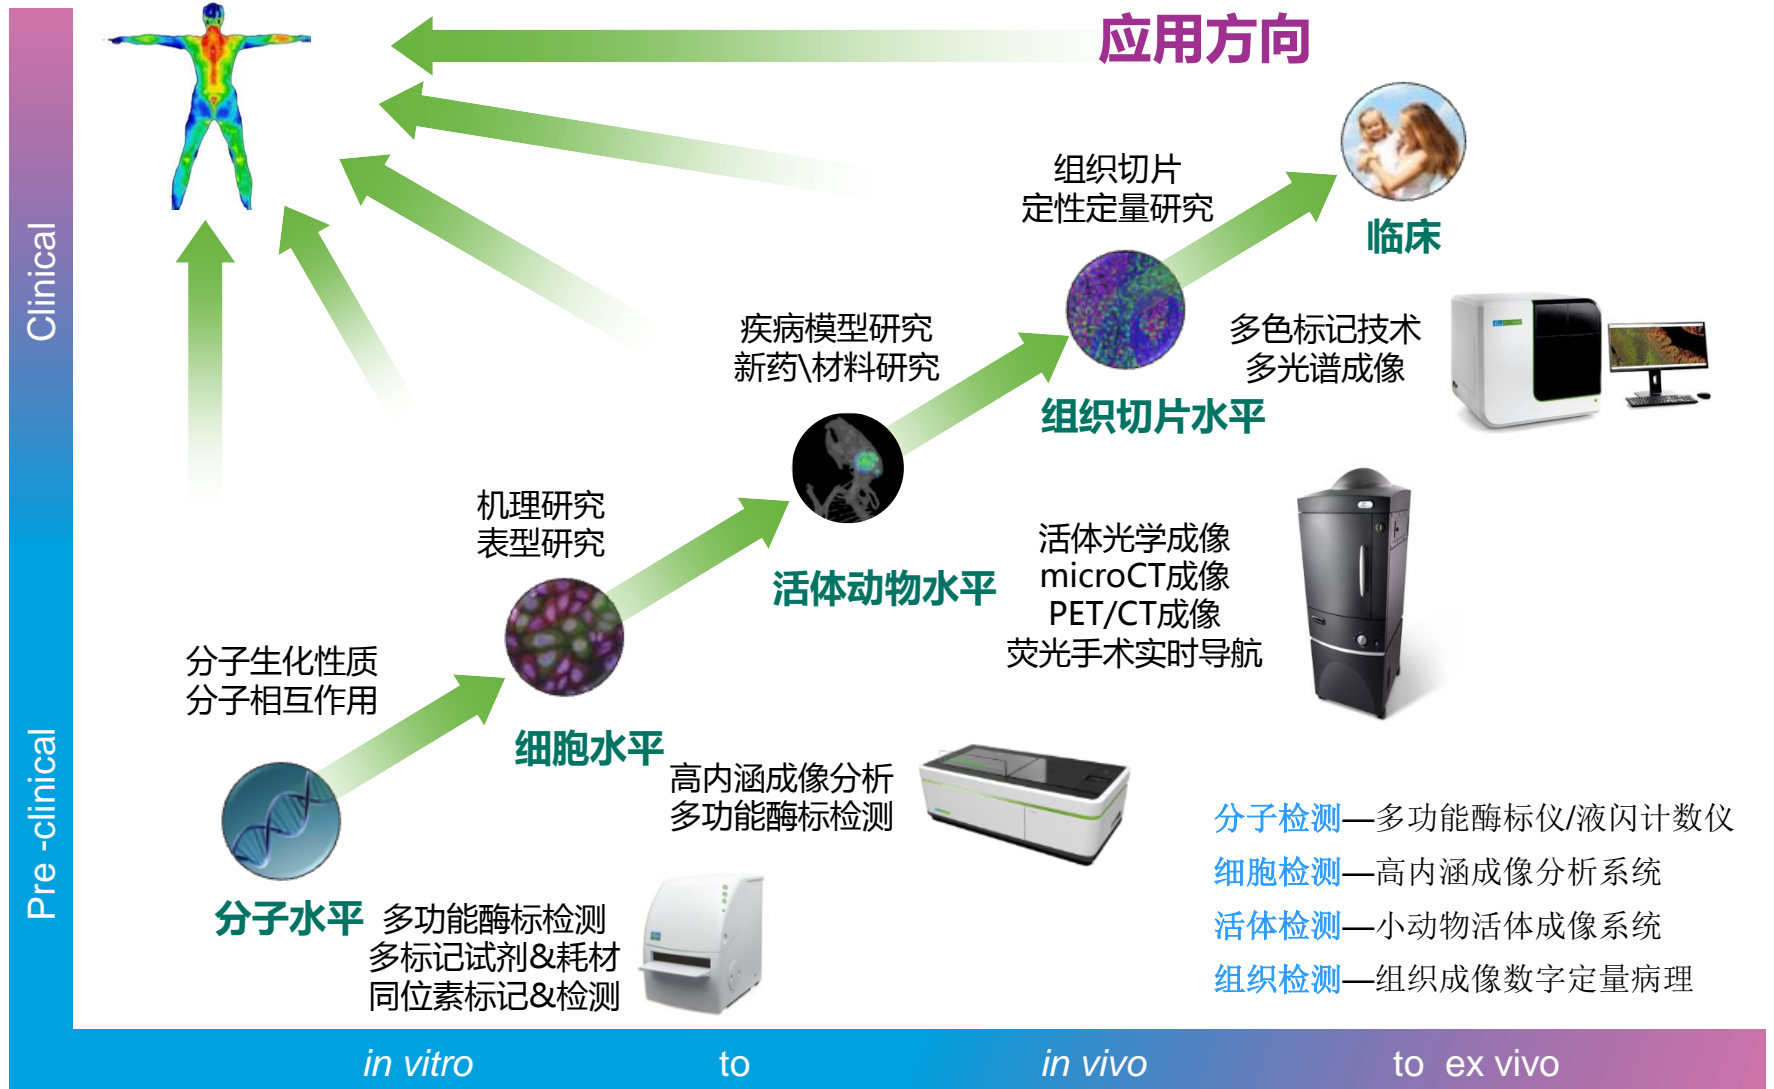 应用方向
组织切片
定性定量研究
临床
Clinical
疾病模型研究
新药\材料研究
多色标记技术
多光谱成像
组织切片水平
机理研究
表型研究
活体动物水平
活体光学成像
microCT成像
PET/CT成像
荧光手术实时导航
分子生化性质
分子相互作用
细胞水平
高内涵成像分析
多功能酶标检测
Pre -clinical
分子水平
多功能酶标检测
多标记试剂&耗材
同位素标记&检测
分子检测—多功能酶标仪/液闪计数仪
细胞检测—高内涵成像分析系统
活体检测—小动物活体成像系统
组织检测—组织成像数字定量病理
in vitro to in vivo to ex vivo